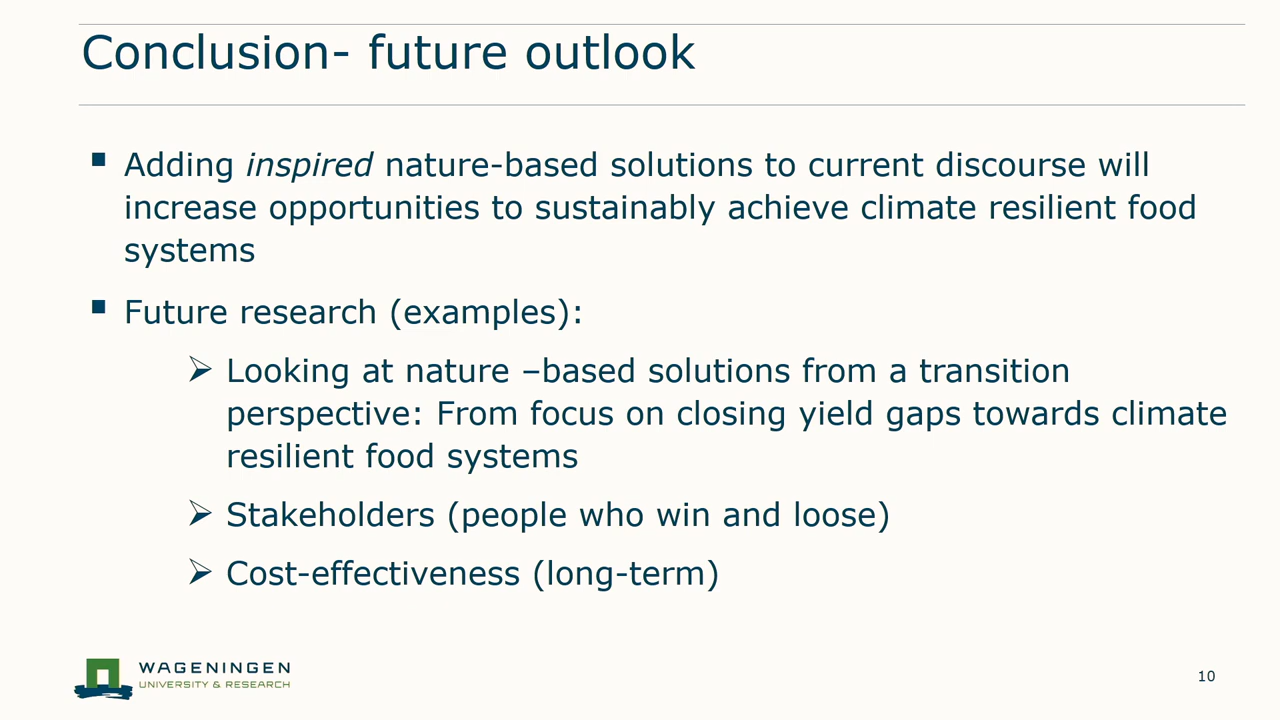 Conclusion- future outlook
▪ Adding inspired nature-based solutions to current discourse will
increase opportunities to sustainably achieve climate resilient food
systems
▪ Future research (examples):
➢ Looking at nature –based solutions from a transition
perspective: From focus on closing yield gaps towards climate
resilient food systems
➢ Stakeholders (people who win and loose)
➢ Cost-effectiveness (long-term)
WAGENINGEN
UNIVERSITY & RESEARCH
10